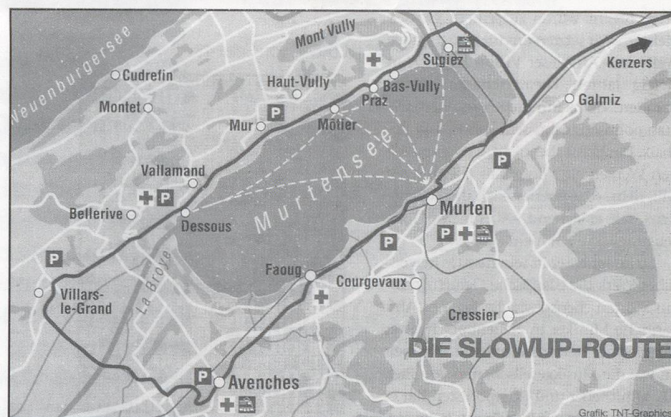 Neuenburgersee
Mont Vully
Sugiez
Kerzers
Cudrefin
Haut-Vully
Bas-Vully
Praz
Montet
Galmiz
P
Mur
Môtier
P
Vallamand
Murtensee
P
Bellerive
Dessous
Murten
P
P
P
Faoug
La Broye
Courgevaux
Villars-
le-Grand
Cressier
DIE SLOWUP-ROUTE
P
Avenches
Grafik: TNT-Graphics